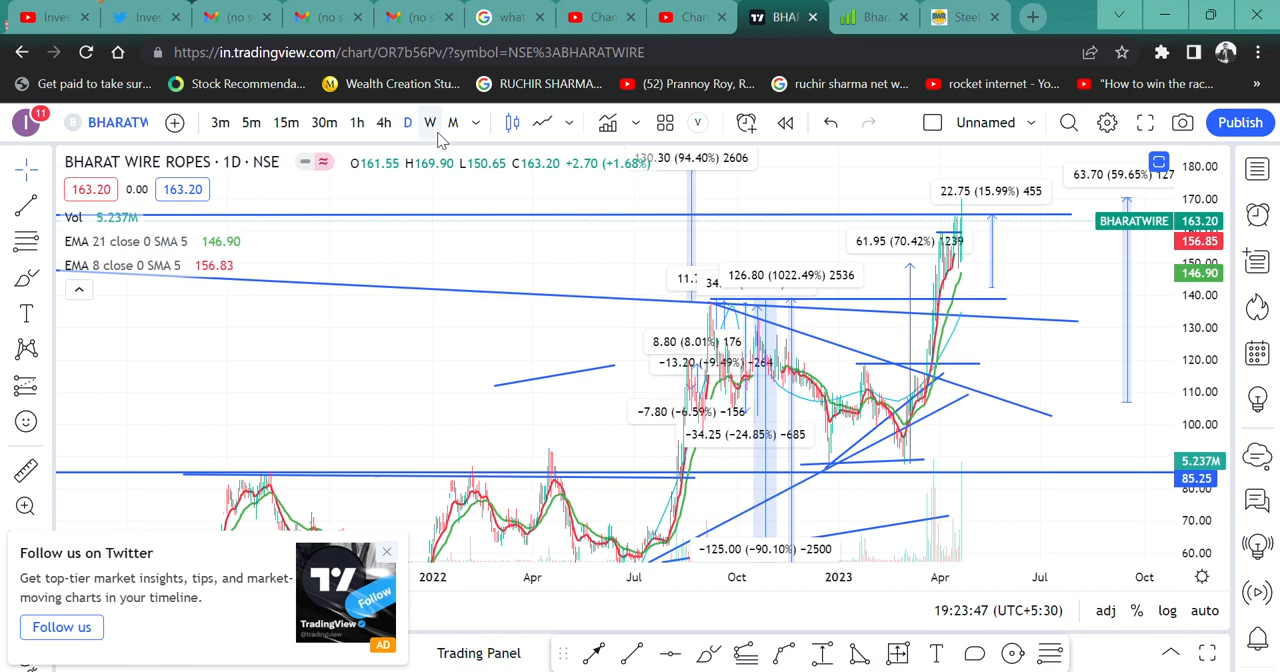 Inves
Inves
(no s
(no s
(no s
what
Chan
Chan
BHAI
Bhara
Steel
https://in.tradingview.com/chart/OR7b56Pv/?symbol=NSE%3ABHARATWIRE
Get paid to take sur...
Stock Recommenda...
Wealth Creation Stu...
RUCHIR SHARMA...
(52) Prannoy Roy, R...
ruchir sharma net w...
rocket internet - Yo...
"How to win the rac...
»
I 11 B BHARATW 3m 5m 15m 30m 1h 4h D W M V Unnamed Publish
BHARAT WIRE ROPES · 1D · NSE O161.55 H169.90 L150.65 C163.20 +2.70 (+1.68%)
163.20 0.00 163.20
Vol 5.237M
EMA 21 close 0 SMA 5 146.90
EMA 8 close 0 SMA 5 156.83
130.30 (94.40%) 2606
63.70 (59.65%) 127
22.75 (15.99%) 455
61.95 (70.42%) 1239
126.80 (1022.49%) 2536
8.80 (8.01%) 176
−13.20 (−9.49%) −264
−7.80 (−6.59%) −156
−34.25 (−24.85%) −685
−125.00 (−90.10%) −2500
180.00
170.00
BHARATWIRE 163.20
156.85
150.00
146.90
140.00
130.00
120.00
110.00
100.00
5.237M
85.25
80.00
70.00
60.00
2022 Apr Jul Oct 2023 Apr Jul Oct
Follow us on Twitter
Get top-tier market insights, tips, and market-
moving charts in your timeline.
Follow us
Follow
TradingView
@tradingview
AD
19:23:47 (UTC+5:30) adj % log auto
Trading Panel